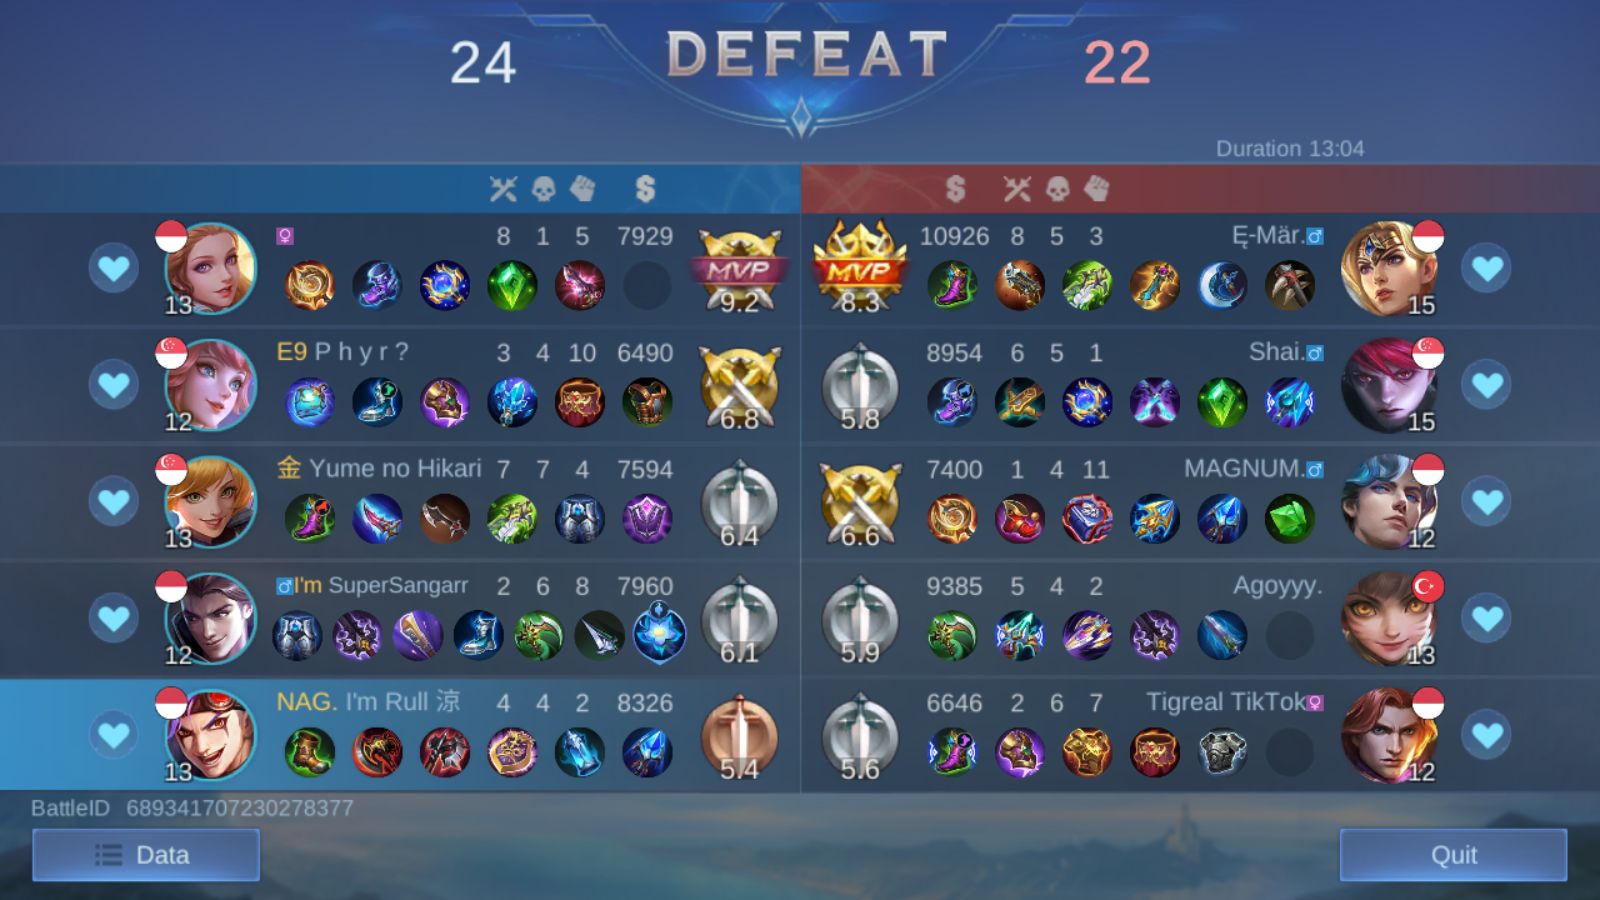 24 DEFEAT 22
Duration 13:04
8 1 5 7929 MVP 9.2 13
MVP 8.3 10926 8 5 3 Ę-Mär. 15
E9 P h y r ? 3 4 10 6490 6.8 12
5.8 8954 6 5 1 Shai. 15
金 Yume no Hikari 7 7 4 7594 6.4 13
6.6 7400 1 4 11 MAGNUM. 12
I'm SuperSangarr 2 6 8 7960 6.1 12
5.9 9385 5 4 2 Agoyyy. 13
NAG. I'm Rull 涼 4 4 2 8326 5.4 13
5.6 6646 2 6 7 Tigreal TikTok 12
BattleID 689341707230278377
Data
Quit